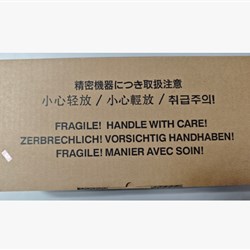 精密機器につき取扱注意
小心轻放 / 小心輕放 / 취급주의!
FRAGILE! HANDLE WITH CARE!
ZERBRECHLICH! VORSICHTIG HANDHABEN!
FRAGILE! MANIER AVEC SOIN!